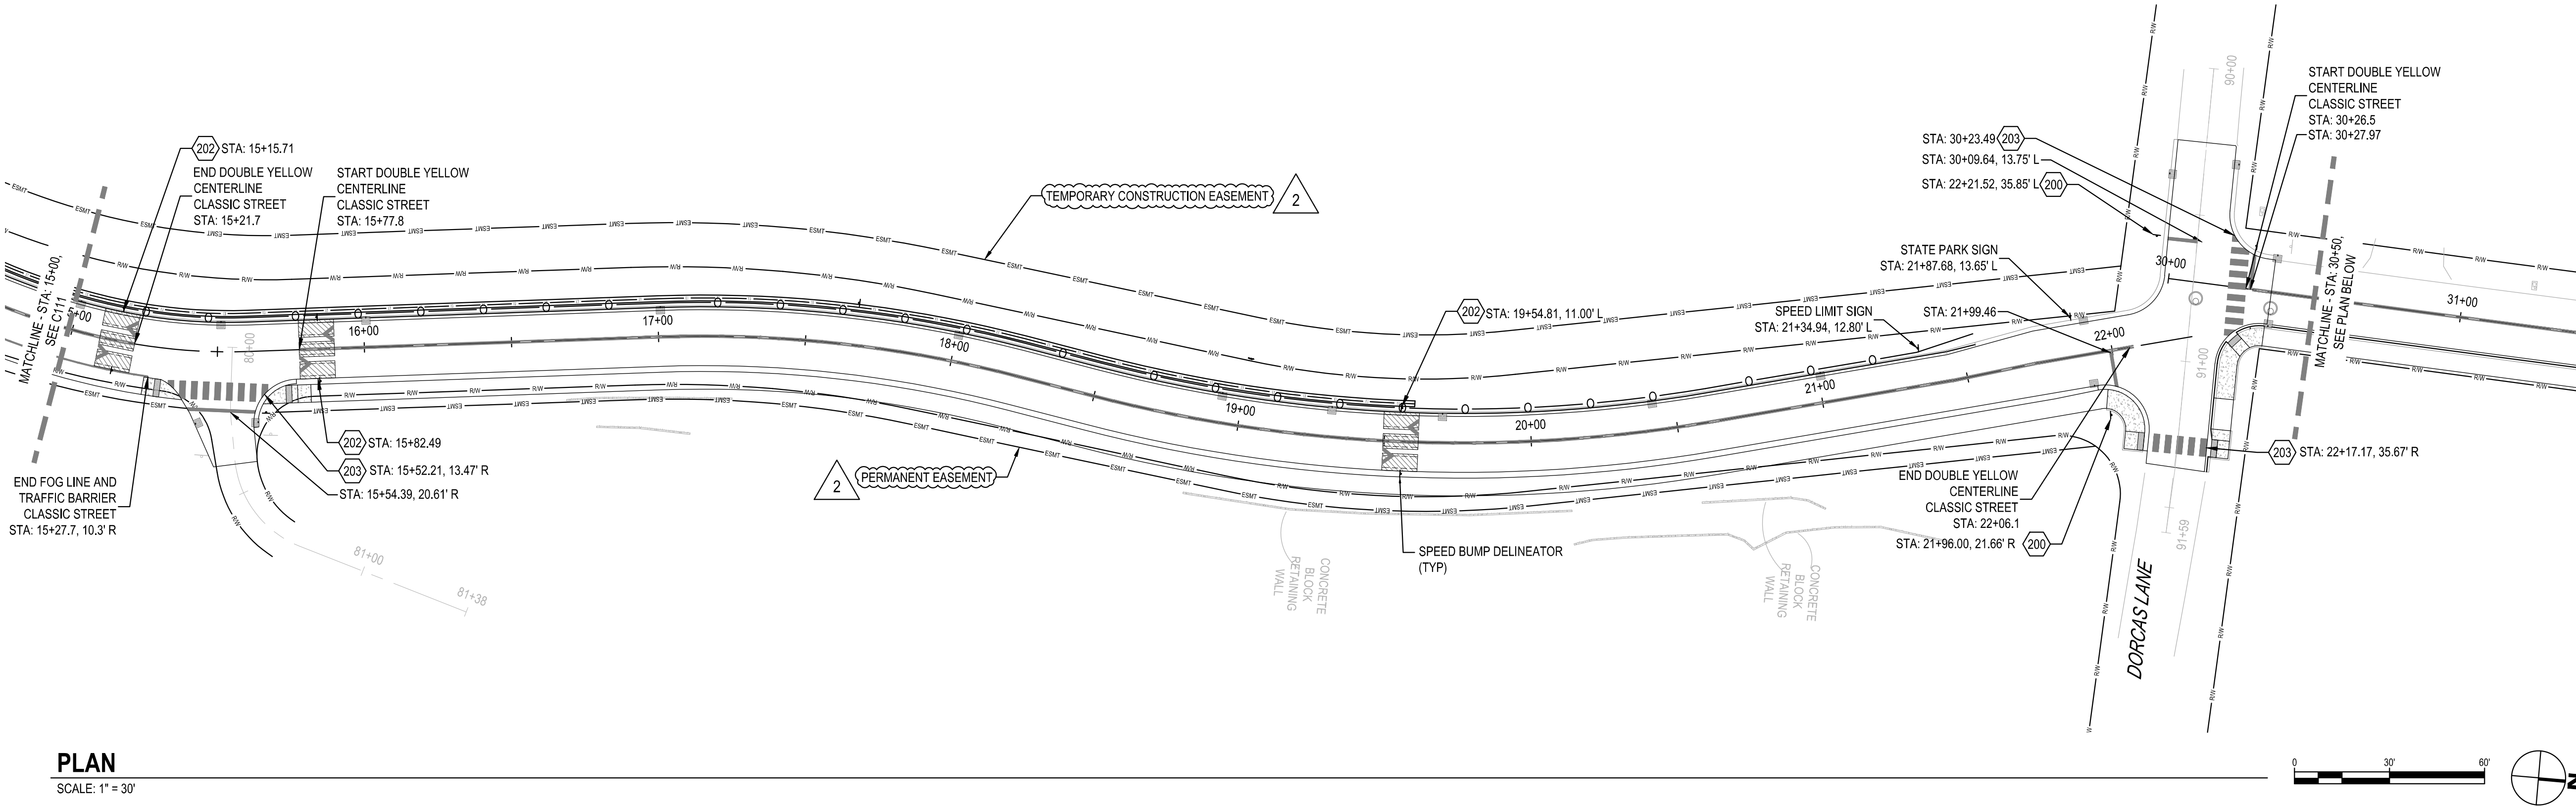 202 STA: 15+15.71
END DOUBLE YELLOW
CENTERLINE
CLASSIC STREET
STA: 15+21.7
START DOUBLE YELLOW
CENTERLINE
CLASSIC STREET
STA: 15+77.8
TEMPORARY CONSTRUCTION EASEMENT
2
202 STA: 19+54.81, 11.00' L
SPEED LIMIT SIGN
STA: 21+34.94, 12.80' L
STATE PARK SIGN
STA: 21+87.68, 13.65' L
STA: 21+99.46
STA: 30+23.49 203
STA: 30+09.64, 13.75' L
STA: 22+21.52, 35.85' L 200
START DOUBLE YELLOW
CENTERLINE
CLASSIC STREET
STA: 30+26.5
STA: 30+27.97
MATCHLINE - STA: 15+00,
SEE C111
MATCHLINE - STA: 30+50,
SEE PLAN BELOW
5+00
16+00
17+00
18+00
19+00
20+00
21+00
22+00
30+00
31+00
80+00
81+00
81+38
90+00
91+00
91+59
ESMT
R/W
END FOG LINE AND
TRAFFIC BARRIER
CLASSIC STREET
STA: 15+27.7, 10.3' R
202 STA: 15+82.49
203 STA: 15+52.21, 13.47' R
STA: 15+54.39, 20.61' R
2
PERMANENT EASEMENT
SPEED BUMP DELINEATOR
(TYP)
CONCRETE
BLOCK
RETAINING
WALL
CONCRETE
BLOCK
RETAINING
WALL
END DOUBLE YELLOW
CENTERLINE
CLASSIC STREET
STA: 22+06.1
STA: 21+96.00, 21.66' R 200
203 STA: 22+17.17, 35.67' R
DORCAS LANE
PLAN
SCALE: 1" = 30'
0 30' 60'
N